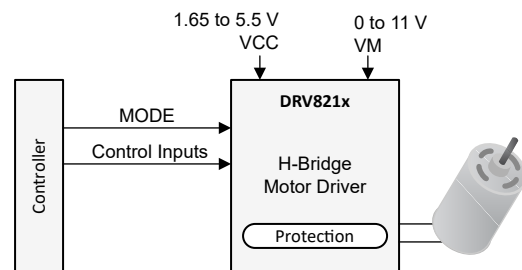 1.65 to 5.5 V
VCC
0 to 11 V
VM
DRV821x
Controller
MODE
Control Inputs
H-Bridge
Motor Driver
Protection